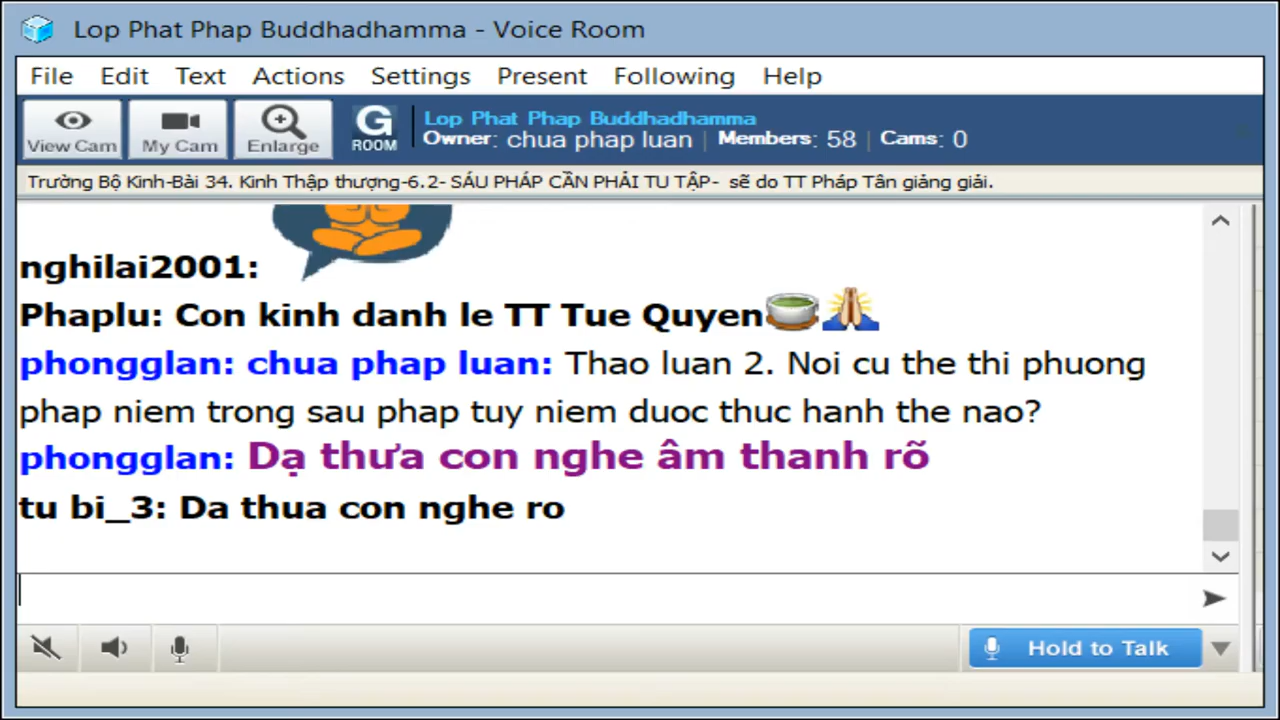 Lop Phat Phap Buddhadhamma - Voice Room
File Edit Text Actions Settings Present Following Help
View Cam My Cam Enlarge G ROOM
Lop Phat Phap Buddhadhamma
Owner: chua phap luan | Members: 58 | Cams: 0
Trường Bộ Kinh-Bài 34. Kinh Thập thượng-6.2- SÁU PHÁP CẦN PHẢI TU TẬP- sẽ do TT Pháp Tân giảng giải.
nghilai2001:
Phaplu: Con kinh danh le TT Tue Quyen
phongglan: chua phap luan: Thao luan 2. Noi cu the thi phuong
phap niem trong sau phap tuy niem duoc thuc hanh the nao?
phongglan: Dạ thưa con nghe âm thanh rõ
tu bi_3: Da thua con nghe ro
Hold to Talk